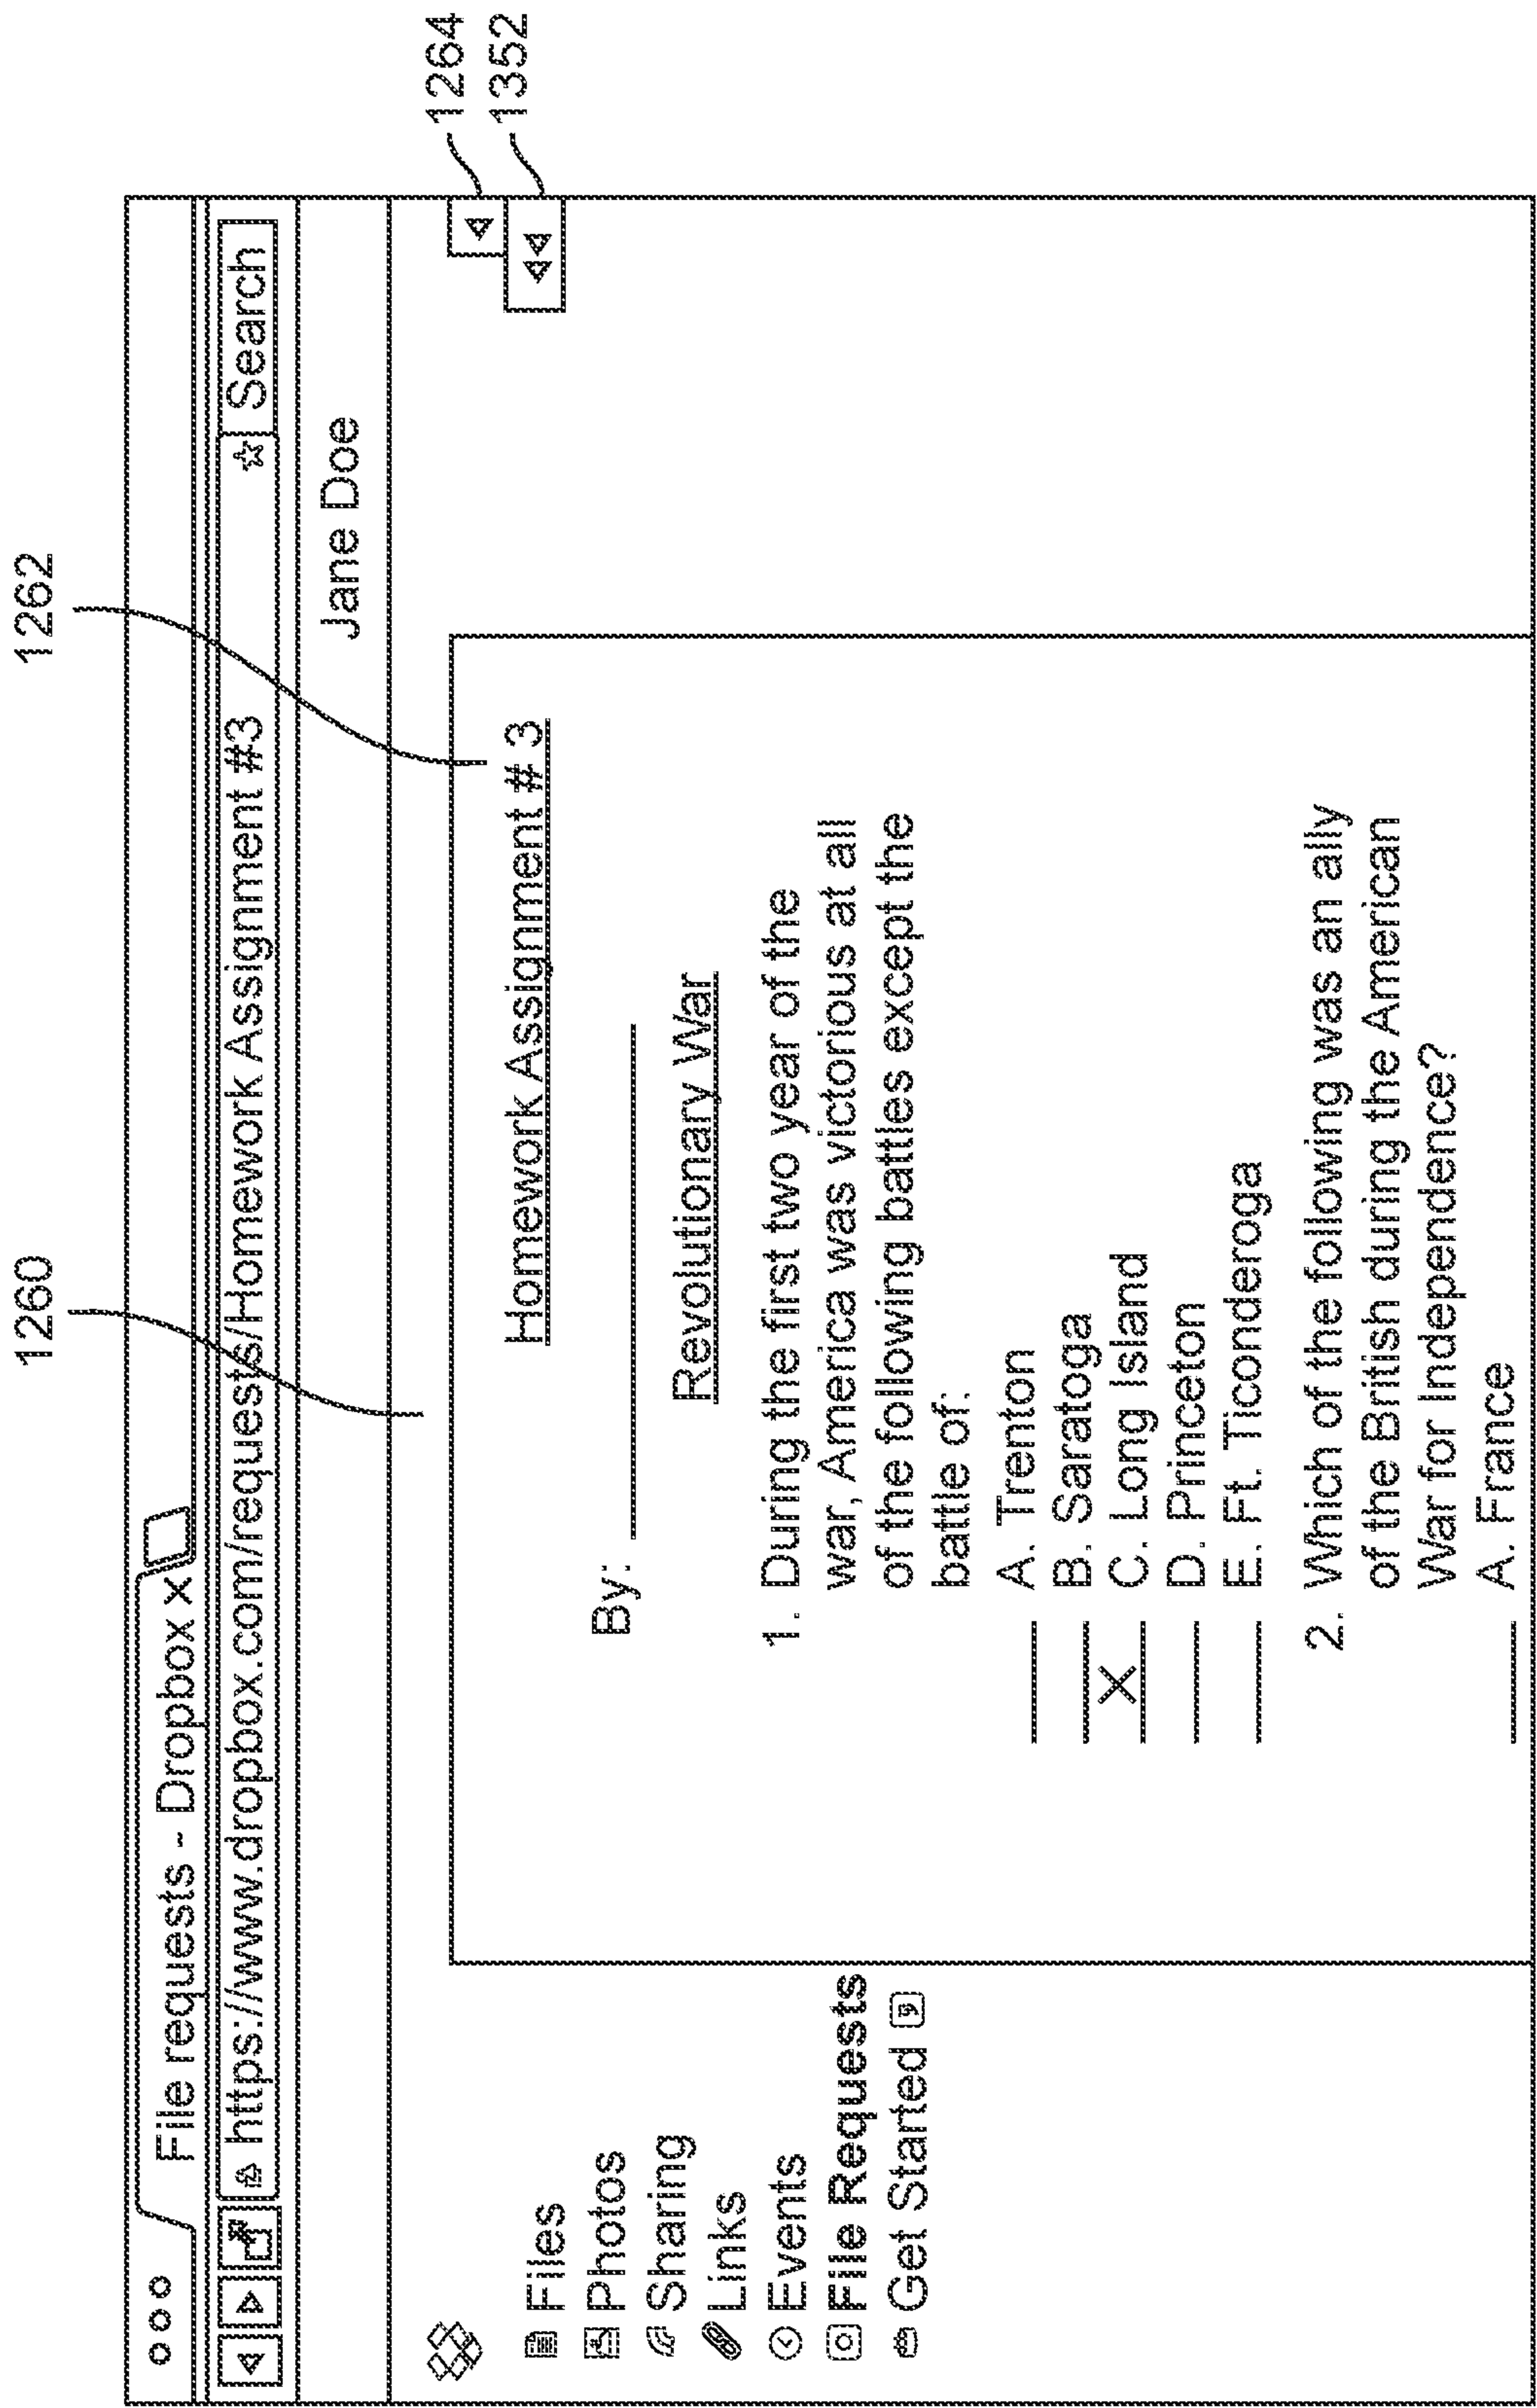 1260
1262
File requests - Dropbox x
https://www.dropbox.com/requests/Homework Assignment #3
Search
Jane Doe
1264
1352
Files
Photos
Sharing
Links
Events
File Requests
Get Started
Homework Assignment # 3
By:
Revolutionary War
1. During the first two year of the
war, America was victorious at all
of the following battles except the
battle of:
A. Trenton
B. Saratoga
X C. Long Island
D. Princeton
E. Ft. Ticonderoga
2. Which of the following was an ally
of the British during the American
War for Independence?
A. France